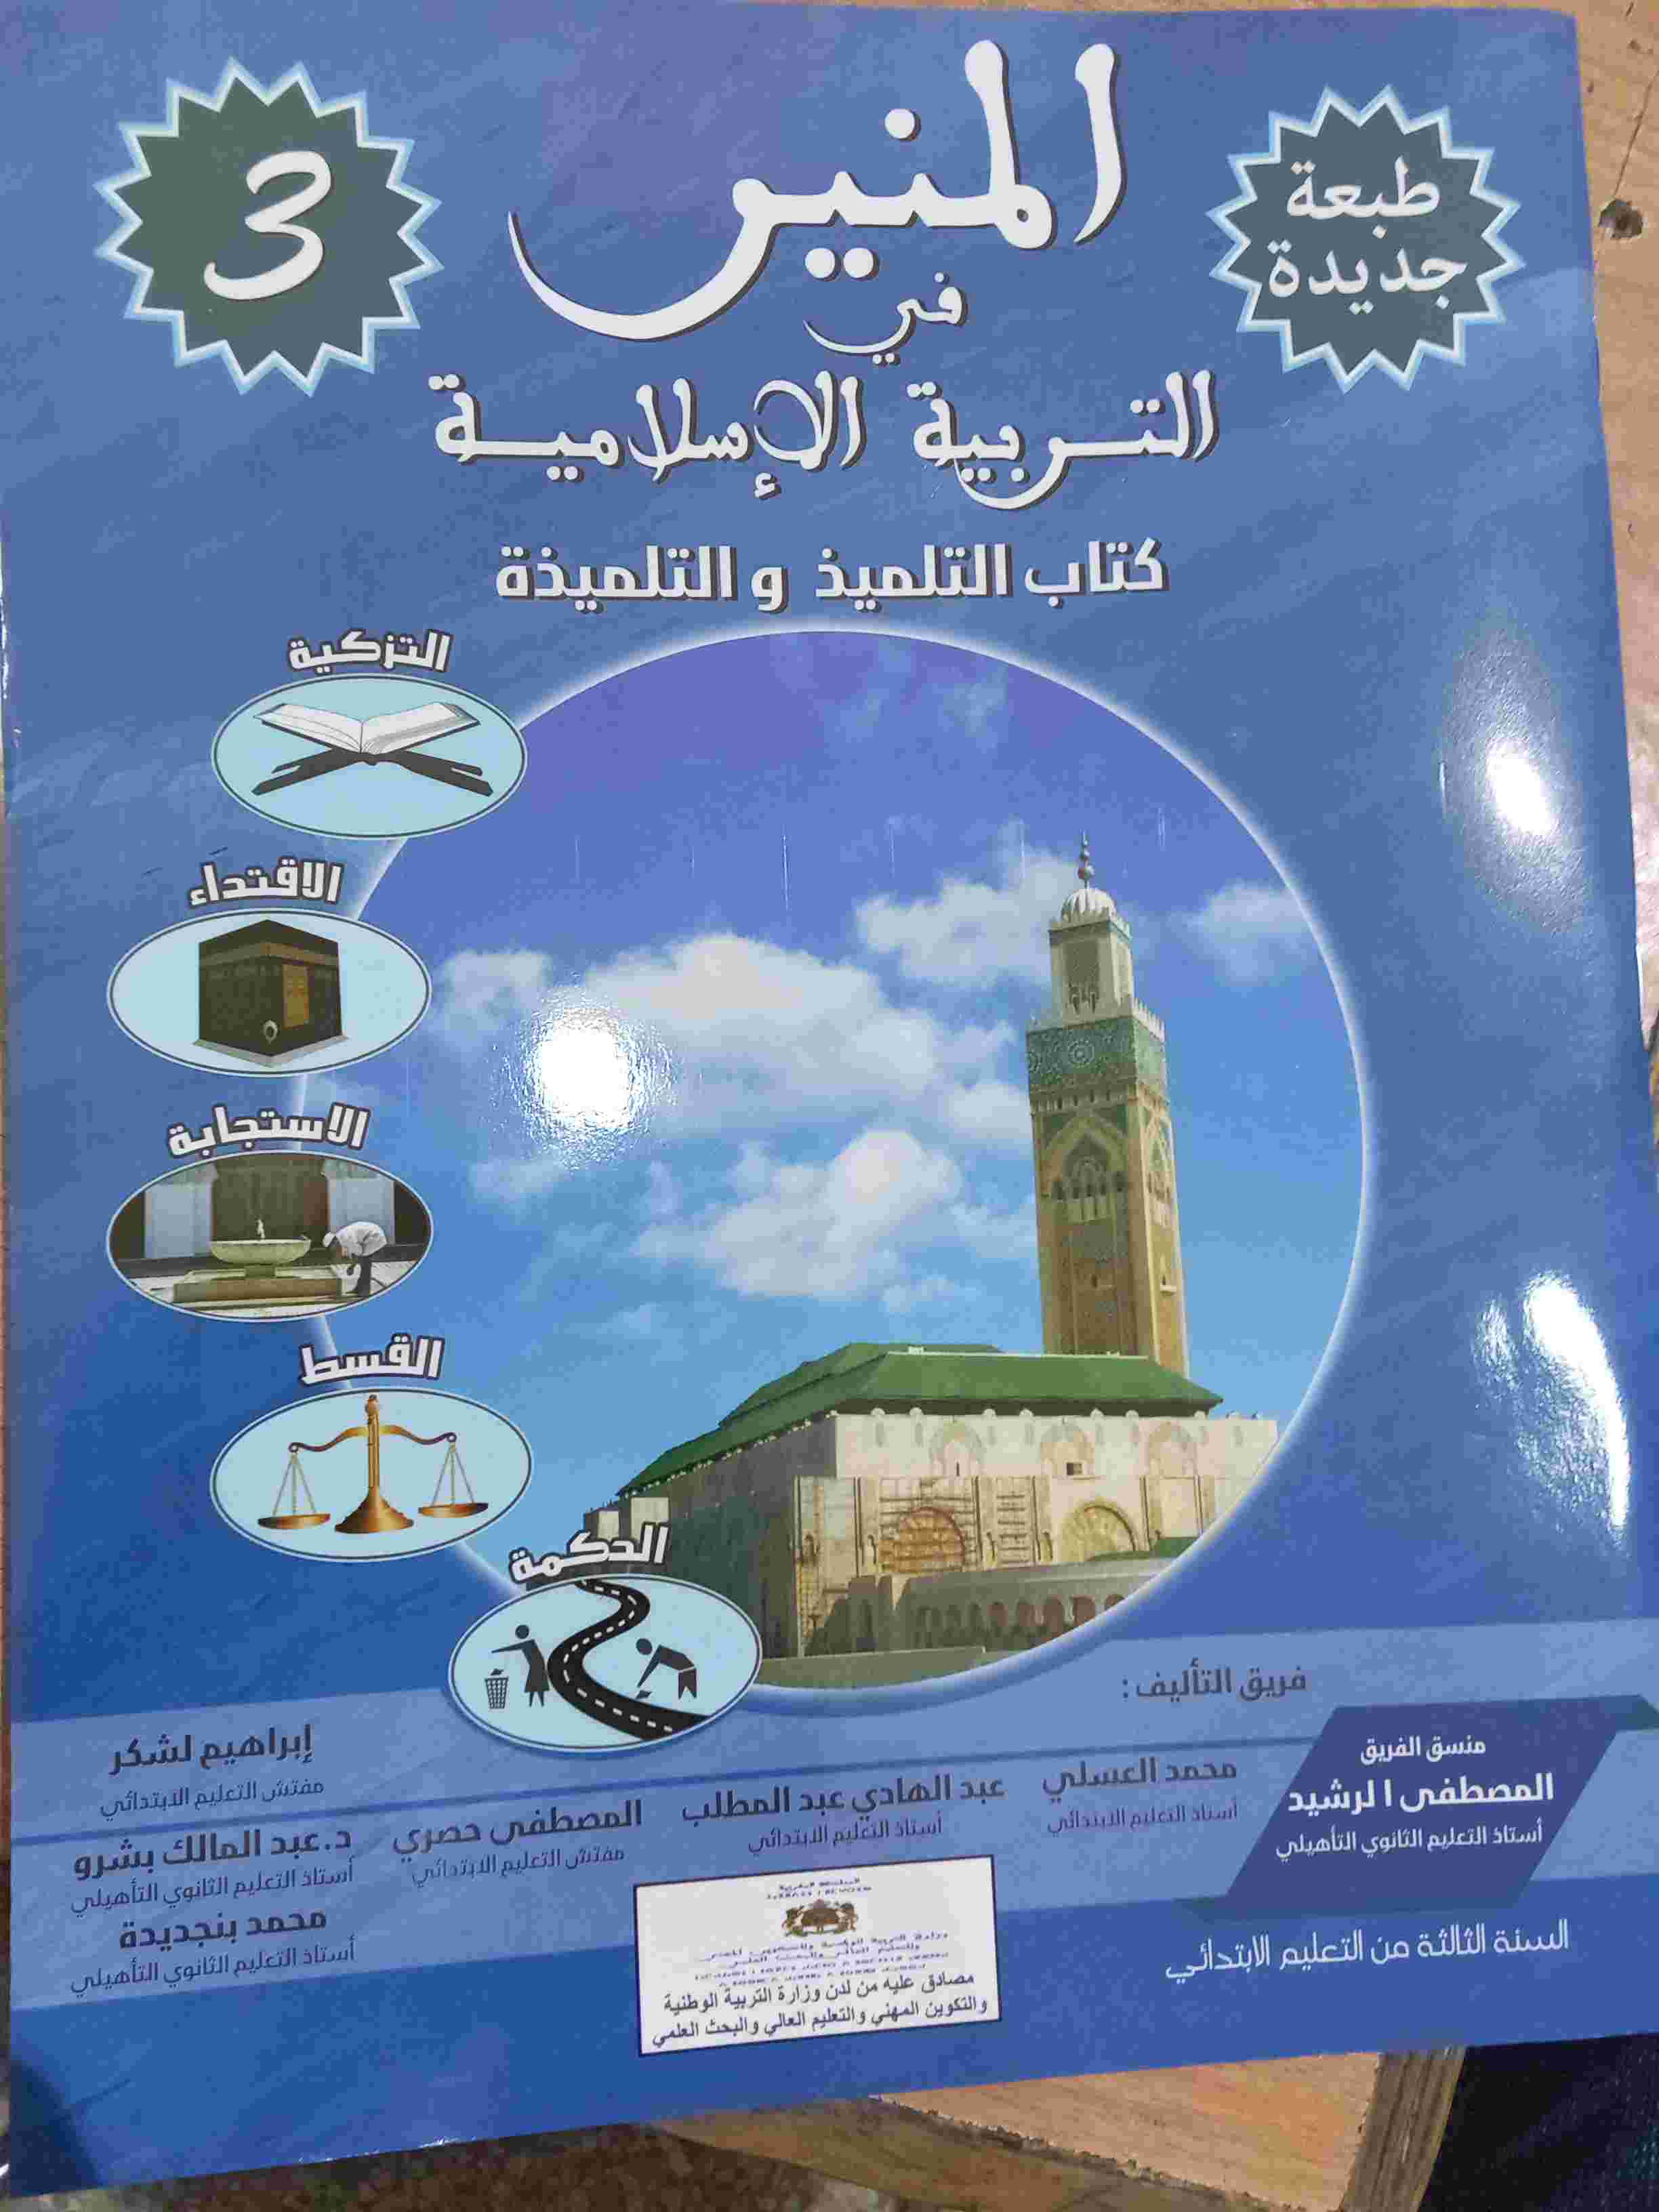 طبعة
جديدة
المنير
3
في
التربية الإسلامية
كتاب التلميذ و التلميذة
التزكية
الاقتداء
الاستجابة
القسط
الحكمة
فريق التأليف:
منسق الفريق
المصطفى الرشيد
أستاذ التعليم الثانوي التأهيلي
محمد العسلي
أستاذ التعليم الابتدائي
عبد الهادي عبد المطلب
أستاذ التعليم الابتدائي
المصطفى حصري
مفتش التعليم الابتدائي
إبراهيم لشكر
مفتش التعليم الابتدائي
د.عبد المالك بشرو
أستاذ التعليم الثانوي التأهيلي
محمد بنجديدة
أستاذ التعليم الثانوي التأهيلي
السنة الثالثة من التعليم الابتدائي
المملكة المغربية
مصادق عليه من لدن وزارة التربية الوطنية
والتكوين المهني والتعليم العالي والبحث العلمي